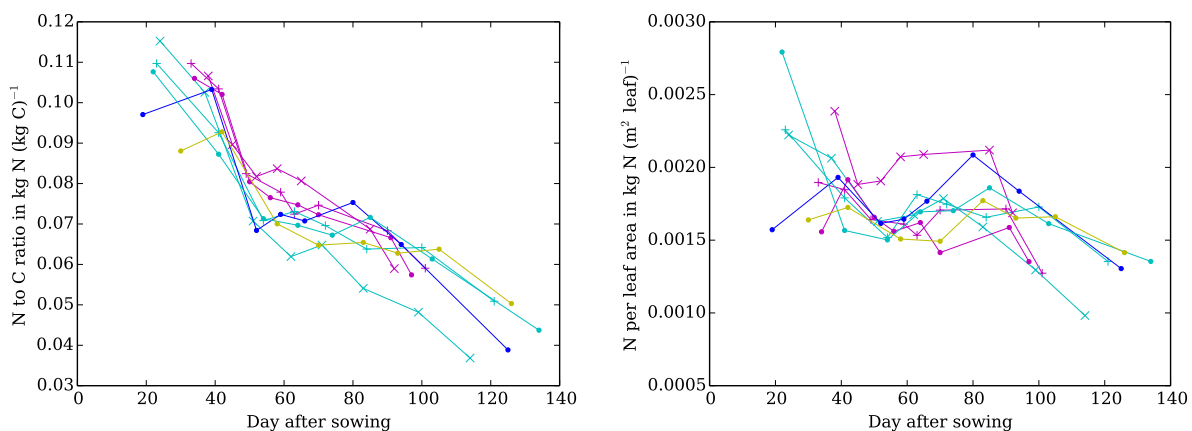 0.12
0.11
0.10
0.09
0.08
0.07
0.06
0.05
0.04
0.03
N to C ratio in kg N (kg C)⁻¹
0 20 40 60 80 100 120 140
Day after sowing
0.0030
0.0025
0.0020
0.0015
0.0010
0.0005
N per leaf area in kg N (m² leaf)⁻¹
0 20 40 60 80 100 120 140
Day after sowing